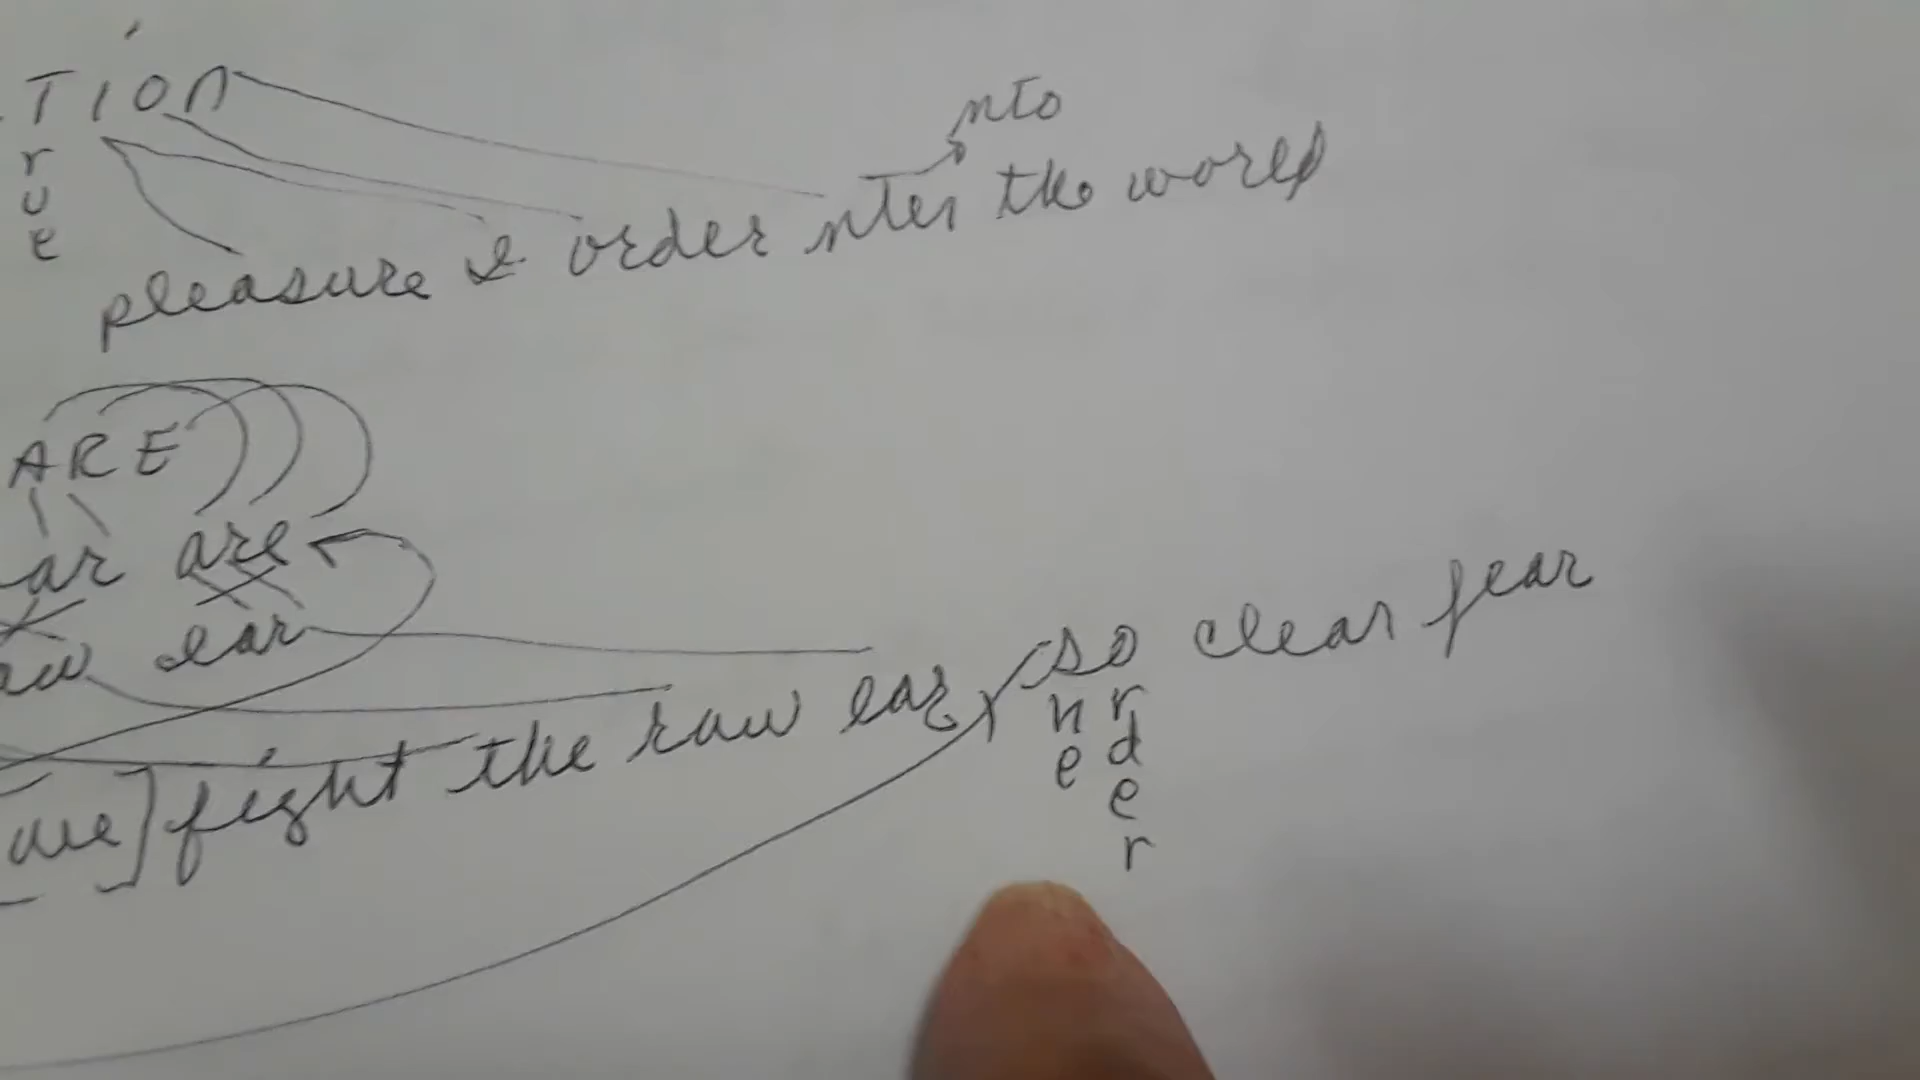 TION
r
u
e
nto
pleasure & order nter the world
ARE
ar are
aw ear
are] fight the raw ear, so clear fear
n r
e d
e
r